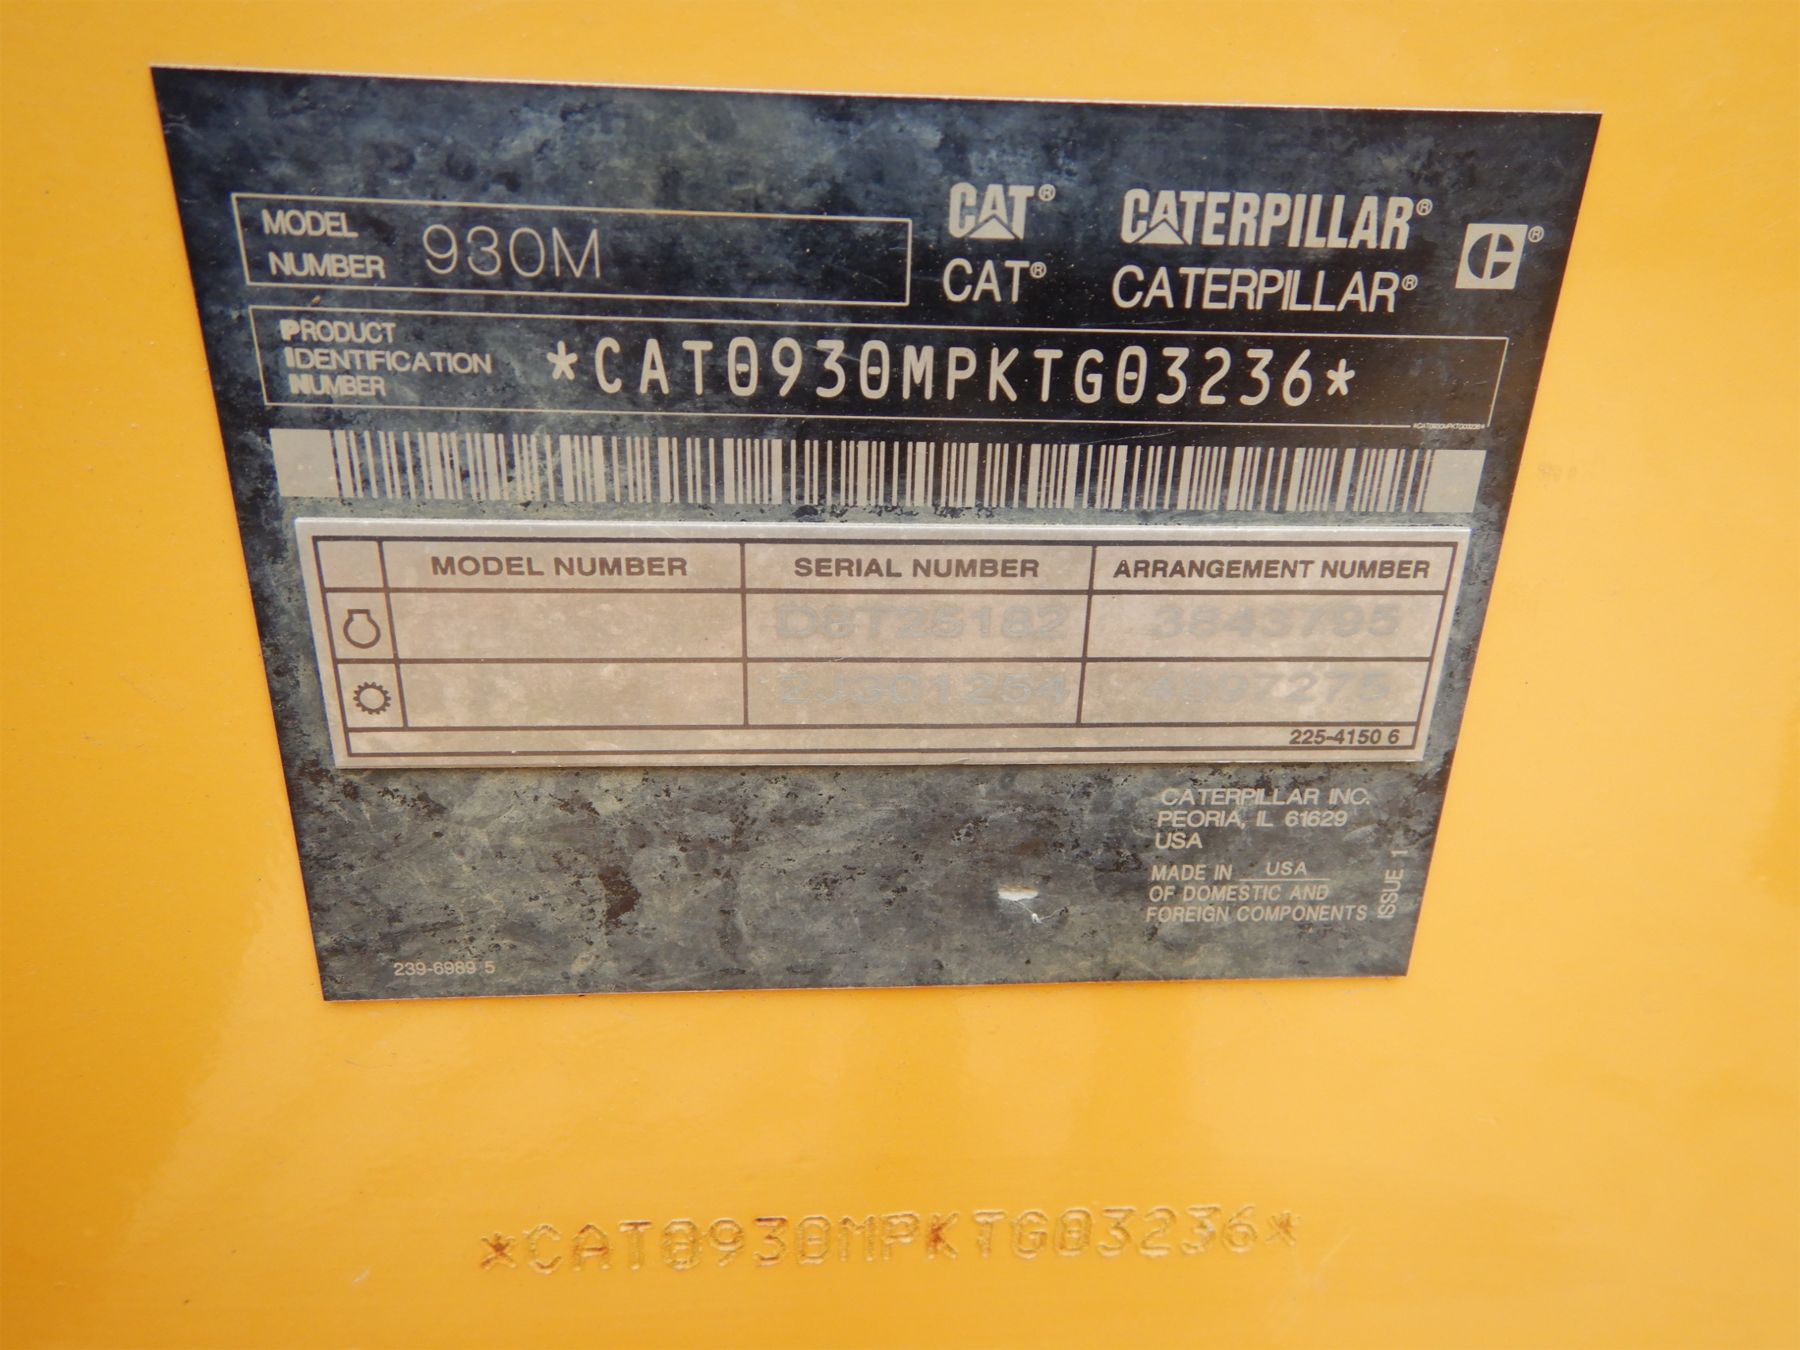 MODEL
NUMBER 930M
CAT® CATERPILLAR®
CAT® CATERPILLAR®
PRODUCT
IDENTIFICATION
NUMBER
*CAT0930MPKTG03236*
*CAT0930MPKTG03236*
MODEL NUMBER SERIAL NUMBER ARRANGEMENT NUMBER
D8T25182 3843795
2J301254
225-4150 6
CATERPILLAR INC.
PEORIA, IL 61629
USA
MADE IN USA
OF DOMESTIC AND
FOREIGN COMPONENTS
ISSUE 1
239-6989 5
*CAT0930MPKTG03236*